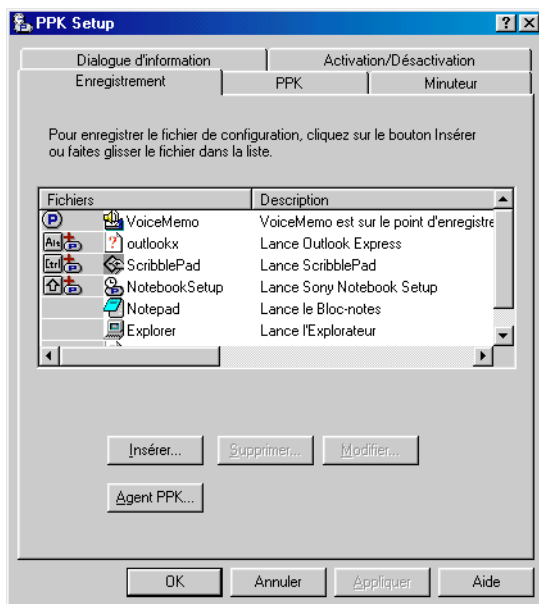 PPK Setup
Dialogue d'information Activation/Désactivation
Enregistrement PPK Minuteur
Pour enregistrer le fichier de configuration, cliquez sur le bouton Insérer
ou faites glisser le fichier dans la liste.
Fichiers Description
P VoiceMemo VoiceMemo est sur le point d'enregistre
Alt P outlookx Lance Outlook Express
Ctrl P ScribblePad Lance ScribblePad
P NotebookSetup Lance Sony Notebook Setup
Notepad Lance le Bloc-notes
Explorer Lance l'Explorateur
Insérer... Supprimer... Modifier...
Agent PPK...
OK Annuler Appliquer Aide